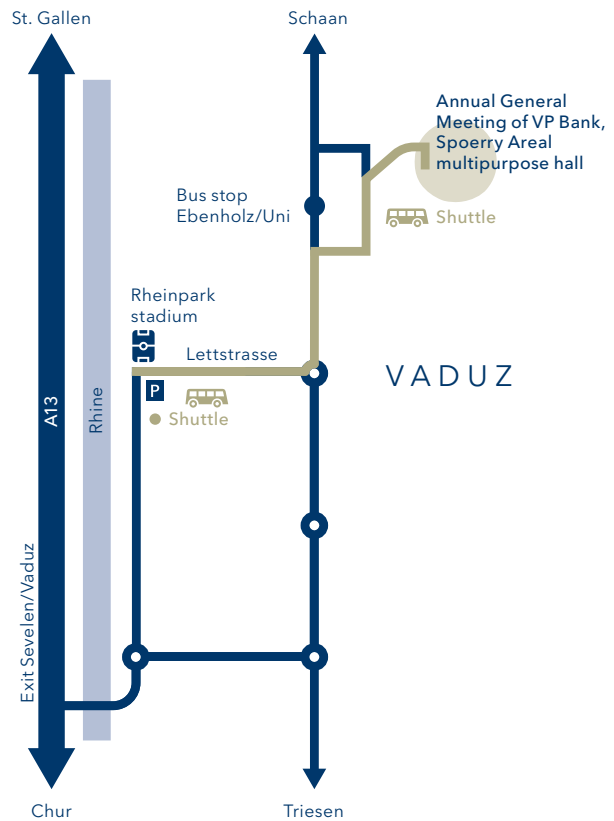 St. Gallen
Schaan
Annual General
Meeting of VP Bank,
Spoerry Areal
multipurpose hall
Bus stop
Ebenholz/Uni
Shuttle
Rheinpark
stadium
Lettstrasse
VADUZ
P
Shuttle
A13
Rhine
Exit Sevelen/Vaduz
Chur
Triesen